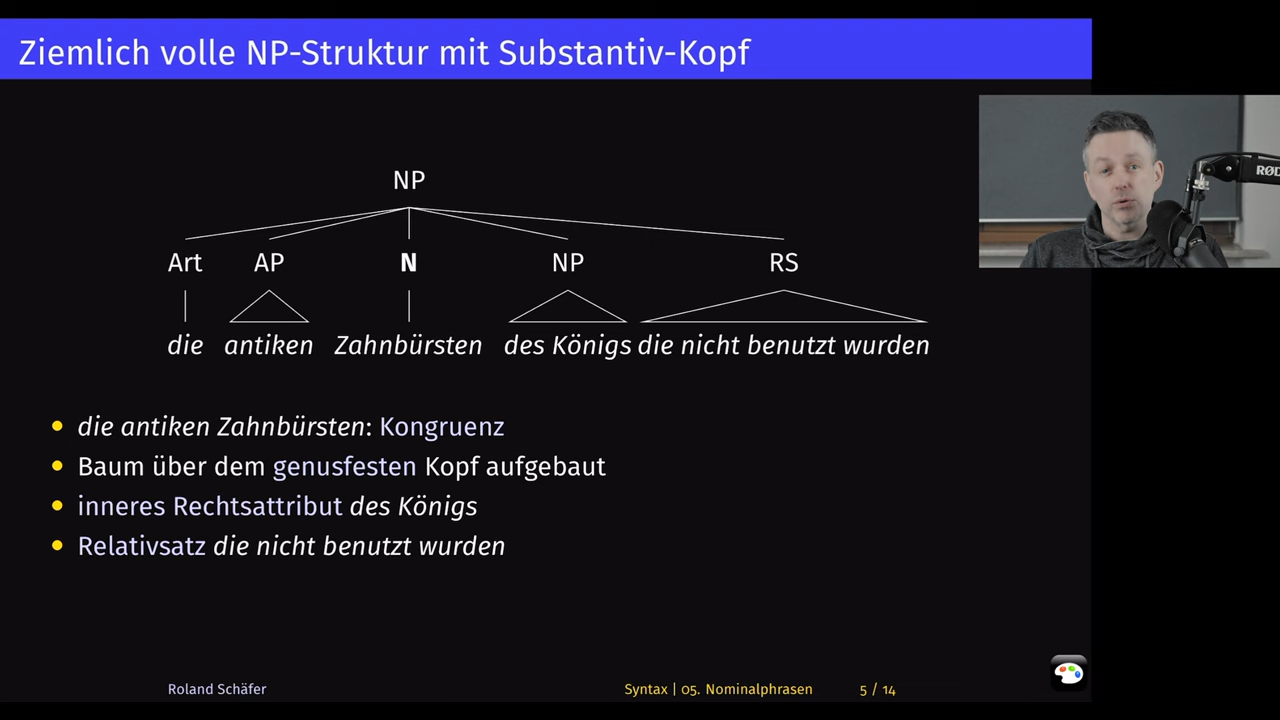 Ziemlich volle NP-Struktur mit Substantiv-Kopf
NP
Art AP N NP RS
die antiken Zahnbürsten des Königs die nicht benutzt wurden
• die antiken Zahnbürsten: Kongruenz
• Baum über dem genusfesten Kopf aufgebaut
• inneres Rechtsattribut des Königs
• Relativsatz die nicht benutzt wurden
Roland Schäfer Syntax | 05. Nominalphrasen 5 / 14